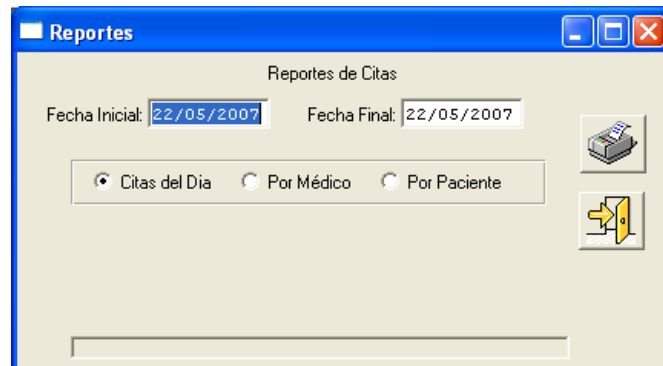 Reportes
Reportes de Citas
Fecha Inicial: 22/05/2007 Fecha Final: 22/05/2007
Citas del Dia Por Médico Por Paciente